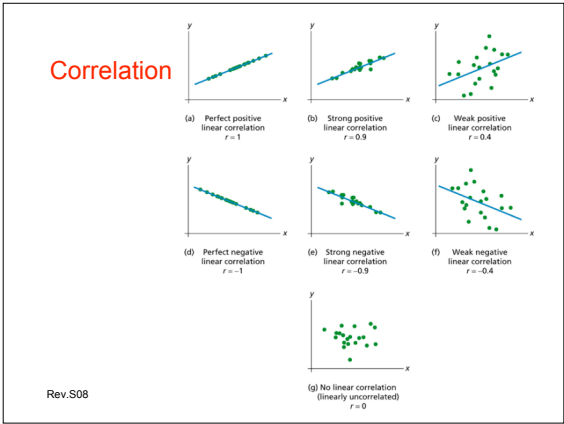 Correlation
y
x
(a) Perfect positive
linear correlation
r = 1
y
x
(b) Strong positive
linear correlation
r = 0.9
y
x
(c) Weak positive
linear correlation
r = 0.4
y
x
(d) Perfect negative
linear correlation
r = −1
y
x
(e) Strong negative
linear correlation
r = −0.9
y
x
(f) Weak negative
linear correlation
r = −0.4
y
x
(g) No linear correlation
(linearly uncorrelated)
r = 0
Rev.S08